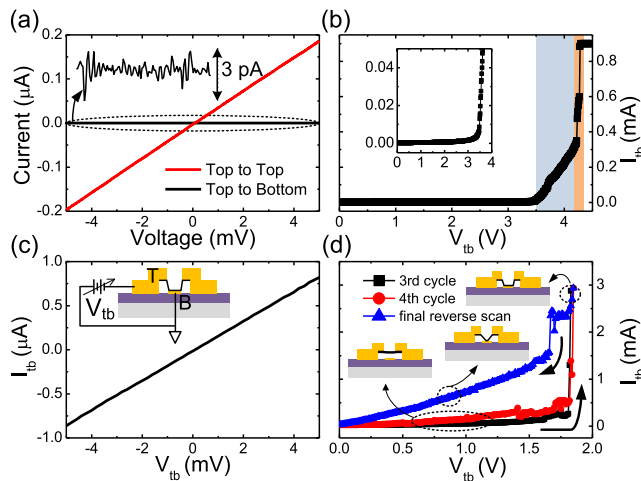 (a)
0.2
0.1
0.0
-0.1
-0.2
Current (µA)
3 pA
Top to Top
Top to Bottom
-4 -2 0 2 4
Voltage (mV)
(b)
0.04
0.02
0.00
0 1 2 3 4
0.8
0.6
0.4
0.2
0.0
I_tb (mA)
0 1 2 3 4
V_tb (V)
(c)
1.0
0.5
0.0
-0.5
-1.0
I_tb (µA)
T
B
V_tb
-4 -2 0 2 4
V_tb (mV)
(d)
3rd cycle
4th cycle
final reverse scan
3
2
1
0
I_tb (mA)
0.0 0.5 1.0 1.5 2.0
V_tb (V)